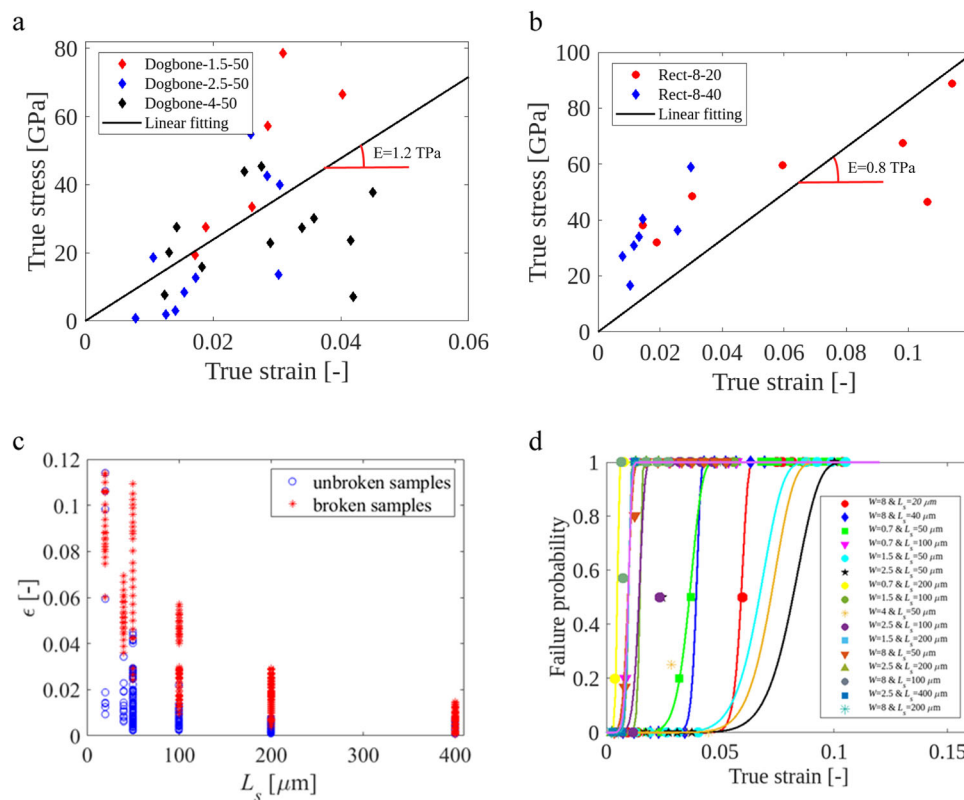 a
80
60
40
20
0
0
0.02
0.04
0.06
True stress [GPa]
True strain [-]
Dogbone-1.5-50
Dogbone-2.5-50
Dogbone-4-50
Linear fitting
E=1.2 TPa
b
100
80
60
40
20
0
0
0.02
0.04
0.06
0.08
0.1
True stress [GPa]
True strain [-]
Rect-8-20
Rect-8-40
Linear fitting
E=0.8 TPa
c
0.12
0.1
0.08
0.06
0.04
0.02
0
0
100
200
300
400
ϵ [-]
L_s [μm]
unbroken samples
broken samples
d
1
0.8
0.6
0.4
0.2
0
0
0.05
0.1
0.15
Failure probability
True strain [-]
W=8 & L_s=20 μm
W=8 & L_s=40 μm
W=0.7 & L_s=50 μm
W=0.7 & L_s=100 μm
W=1.5 & L_s=50 μm
W=2.5 & L_s=50 μm
W=0.7 & L_s=200 μm
W=1.5 & L_s=100 μm
W=4 & L_s=50 μm
W=2.5 & L_s=100 μm
W=1.5 & L_s=200 μm
W=8 & L_s=50 μm
W=2.5 & L_s=200 μm
W=8 & L_s=100 μm
W=2.5 & L_s=400 μm
W=8 & L_s=200 μm